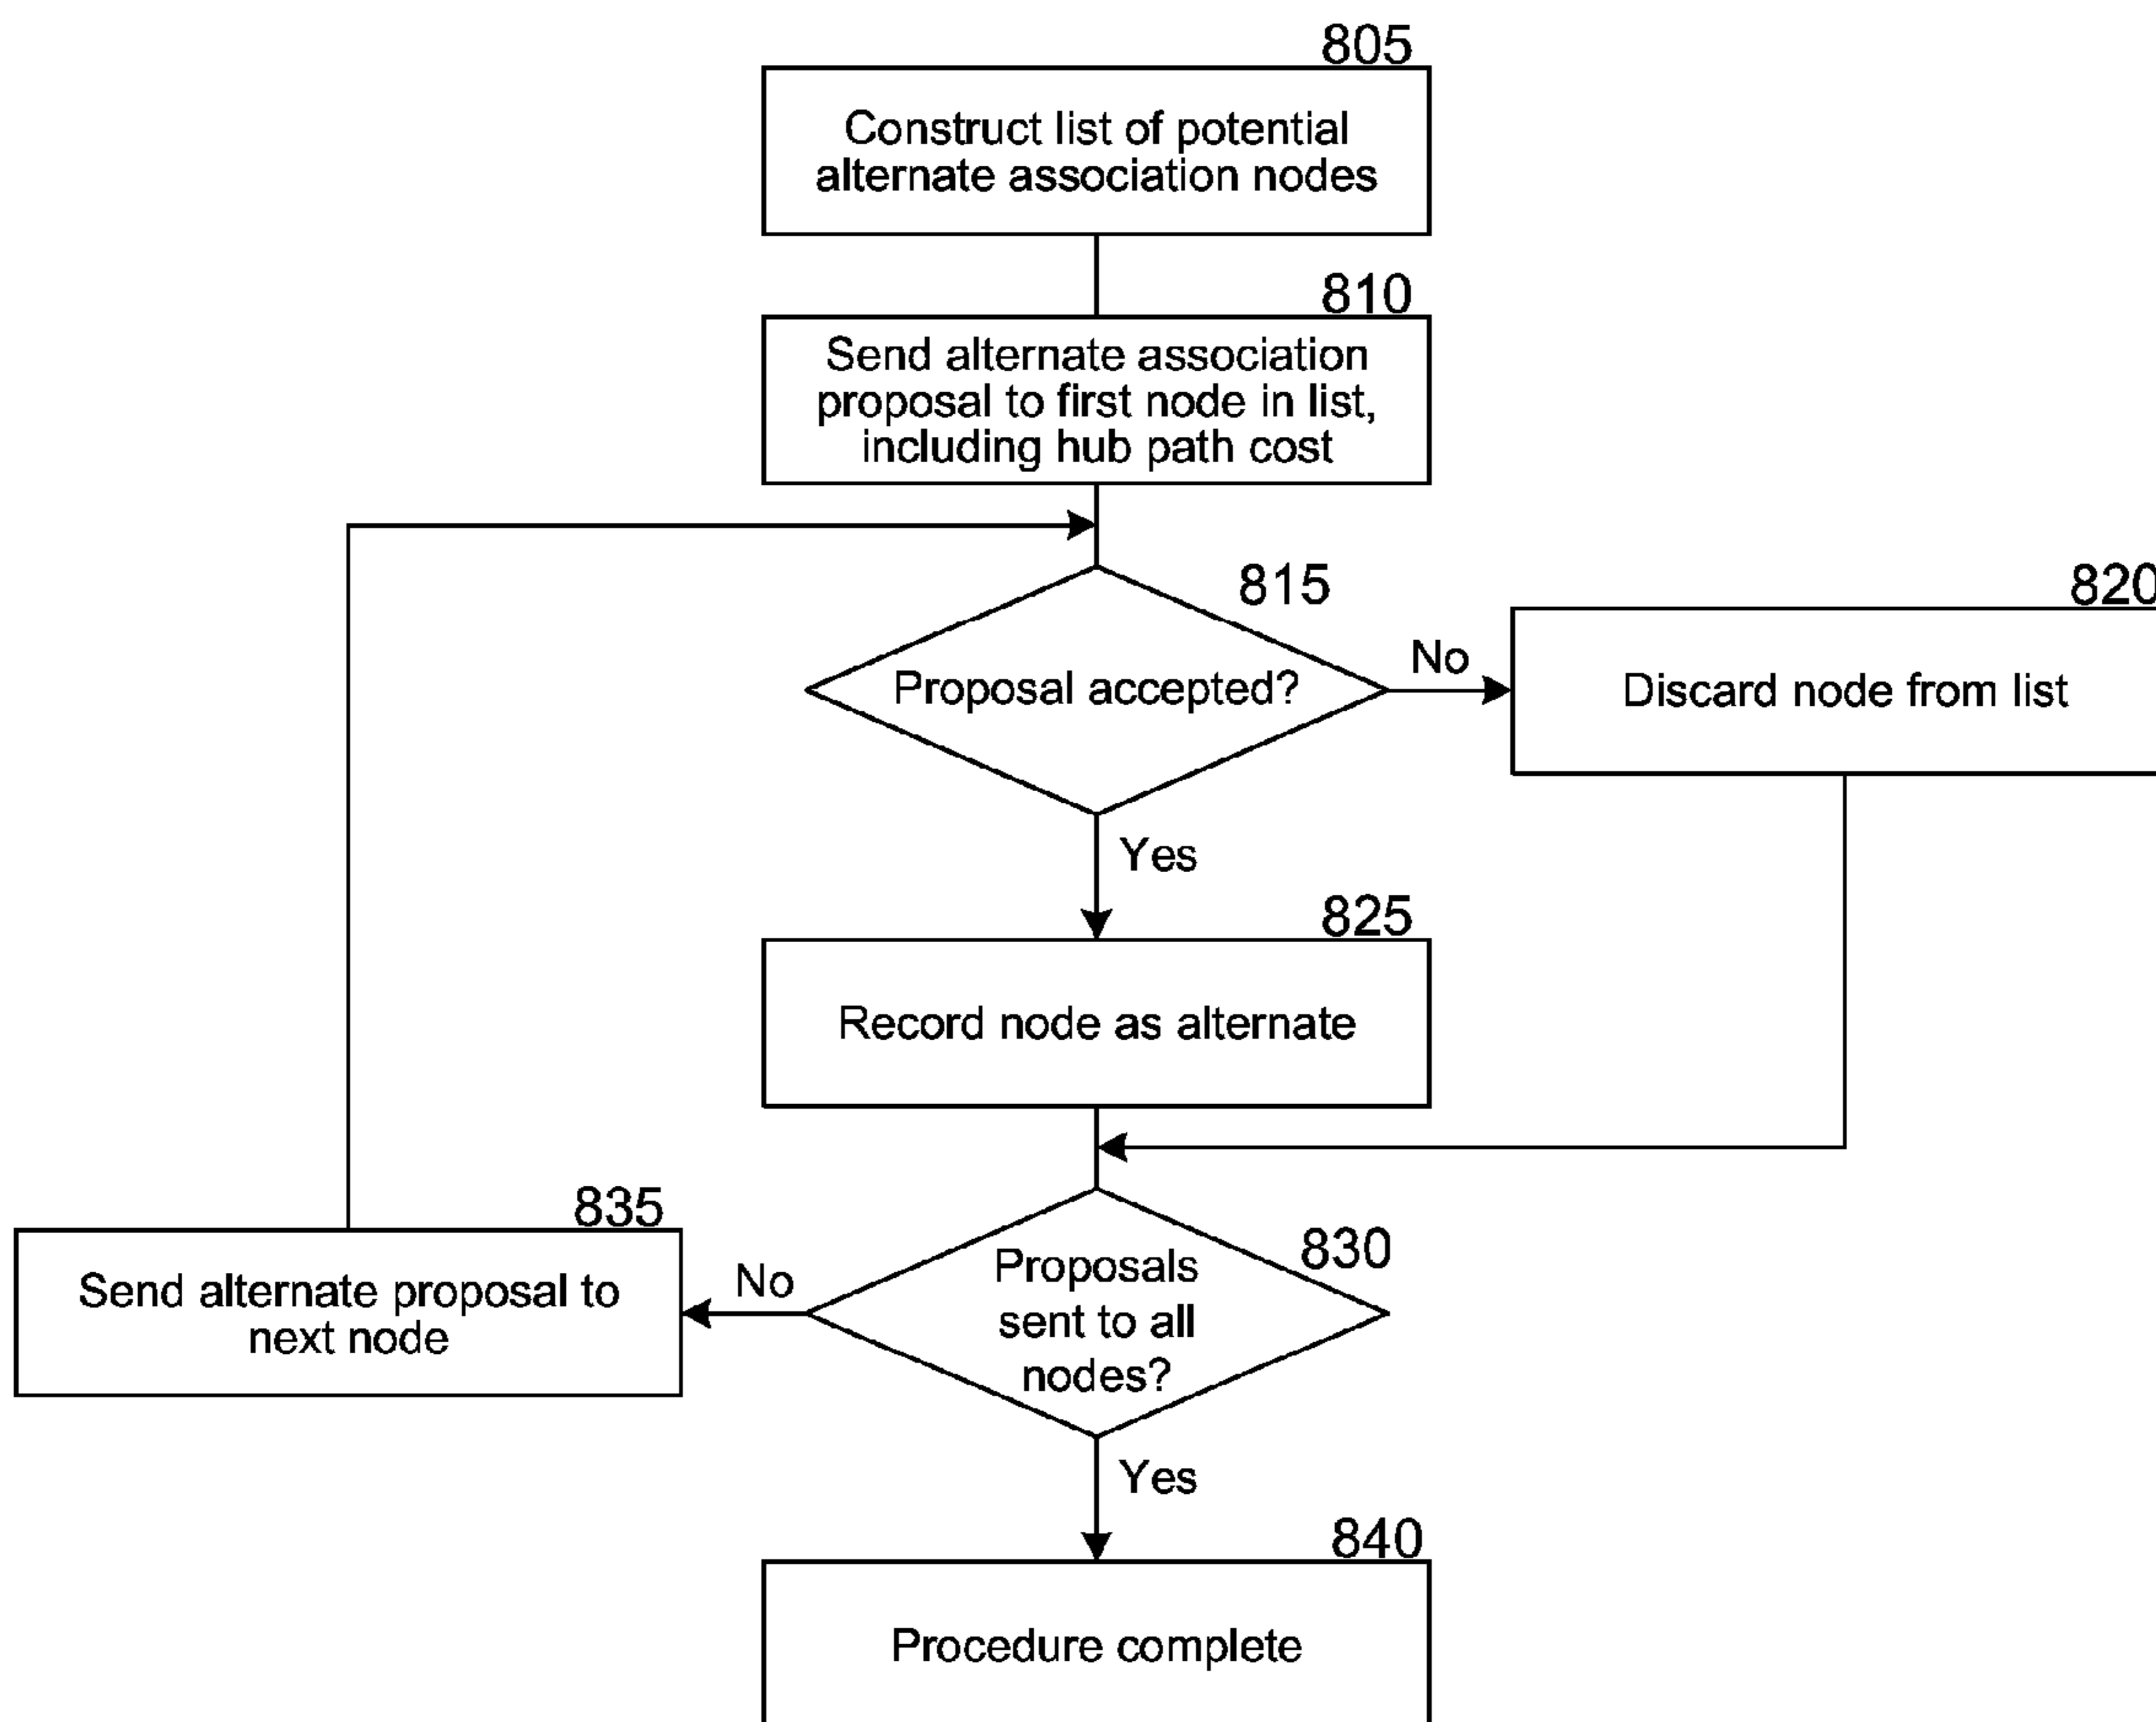 805
Construct list of potential
alternate association nodes
810
Send alternate association
proposal to first node in list,
including hub path cost
815
Proposal accepted?
No
820
Discard node from list
Yes
825
Record node as alternate
835
Send alternate proposal to
next node
No
830
Proposals
sent to all
nodes?
Yes
840
Procedure complete